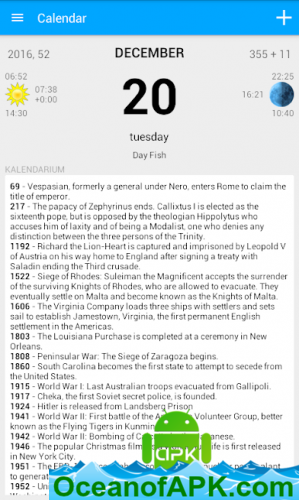 Calendar
2016, 52 DECEMBER 355 + 11
06:52 22:25
07:38
+0:00 20 16:21
14:30 10:40
tuesday
Day Fish
KALENDARIUM
69 - Vespasian, formerly a general under Nero, enters Rome to claim the
title of emperor.
217 - The papacy of Zephyrinus ends. Callixtus I is elected as the
sixteenth pope, but is opposed by the theologian Hippolytus who
accuses him of laxity and of being a Modalist, one who denies any
distinction between the three persons of the Trinity.
1192 - Richard the Lion-Heart is captured and imprisoned by Leopold V
of Austria on his way home to England after signing a treaty with
Saladin ending the Third crusade.
1522 - Siege of Rhodes: Suleiman the Magnificent accepts the surrender
of the surviving Knights of Rhodes, who are allowed to evacuate. They
eventually settle on Malta and become known as the Knights of Malta.
1606 - The Virginia Company loads three ships with settlers and sets
sail to establish Jamestown, Virginia, the first permanent English
settlement in the Americas.
1803 - The Louisiana Purchase is completed at a ceremony in New
Orleans.
1808 - Peninsular War: The Siege of Zaragoza begins.
1860 - South Carolina becomes the first state to attempt to secede from
the United States.
1915 - World War I: Last Australian troops evacuated from Gallipoli.
1917 - Cheka, the first Soviet secret police, is founded.
1924 - Hitler is released from Landsberg Prison
1941 - World War II: First battle of the American Volunteer Group, better
known as the Flying Tigers in Kunming
1942 - World War II: Bombing of Japanese.
1946 - The popular Christmas film life is first released
in New York City.
1951 - The
OceanofAPK.com